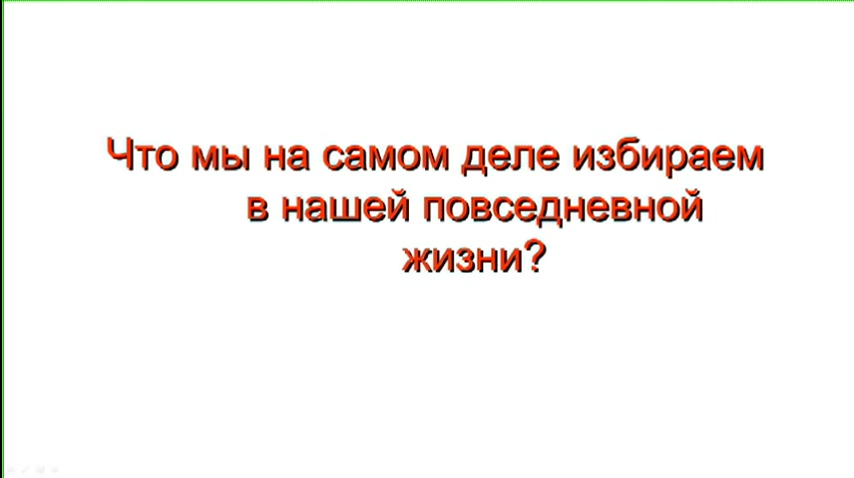 Что мы на самом деле избираем
в нашей повседневной
жизни?